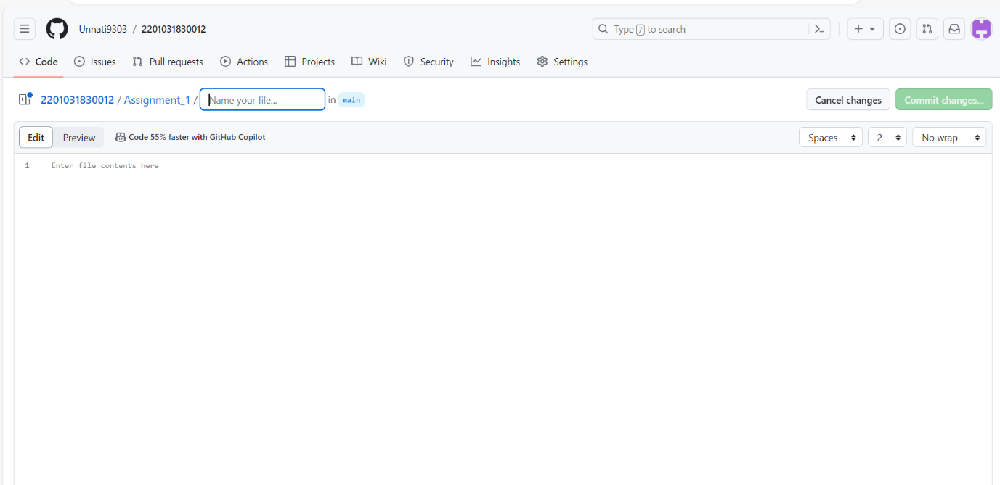 Unnati9303 / 2201031830012
Type / to search
Code Issues Pull requests Actions Projects Wiki Security Insights Settings
2201031830012 / Assignment_1 / Name your file... in main Cancel changes Commit changes...
Edit Preview Code 55% faster with GitHub Copilot Spaces 2 No wrap
1 Enter file contents here